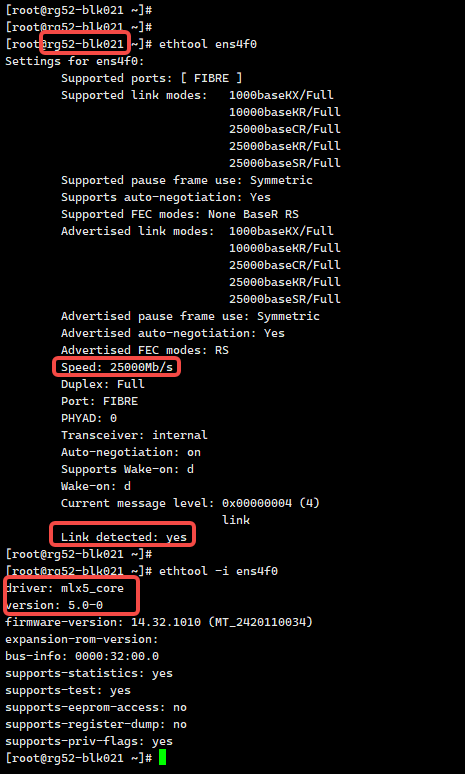 [root@rg52-blk021 ~]#
[root@rg52-blk021 ~]#
[root@rg52-blk021 ~]# ethtool ens4f0
Settings for ens4f0:
        Supported ports: [ FIBRE ]
        Supported link modes:   1000baseKX/Full
                                10000baseKR/Full
                                25000baseCR/Full
                                25000baseKR/Full
                                25000baseSR/Full
        Supported pause frame use: Symmetric
        Supports auto-negotiation: Yes
        Supported FEC modes: None BaseR RS
        Advertised link modes:  1000baseKX/Full
                                10000baseKR/Full
                                25000baseCR/Full
                                25000baseKR/Full
                                25000baseSR/Full
        Advertised pause frame use: Symmetric
        Advertised auto-negotiation: Yes
        Advertised FEC modes: RS
        Speed: 25000Mb/s
        Duplex: Full
        Port: FIBRE
        PHYAD: 0
        Transceiver: internal
        Auto-negotiation: on
        Supports Wake-on: d
        Wake-on: d
        Current message level: 0x00000004 (4)
                               link
        Link detected: yes
[root@rg52-blk021 ~]#
[root@rg52-blk021 ~]# ethtool -i ens4f0
driver: mlx5_core
version: 5.0-0
firmware-version: 14.32.1010 (MT_2420110034)
expansion-rom-version:
bus-info: 0000:32:00.0
supports-statistics: yes
supports-test: yes
supports-eeprom-access: no
supports-register-dump: no
supports-priv-flags: yes
[root@rg52-blk021 ~]#